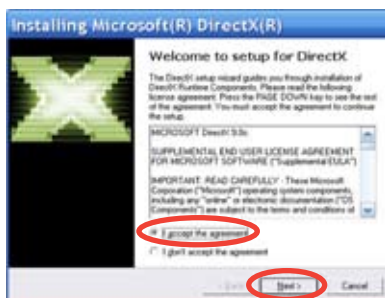 Installing Microsoft(R) DirectX(R)
Welcome to setup for DirectX
The DirectX setup wizard guides you through installation of
DirectX Runtime Components. Please read the following
license agreement. Press the PAGE DOWN key to see the rest
of the agreement. You must accept the agreement to continue
the setup.
MICROSOFT DirectX 9.0c
SUPPLEMENTAL END USER LICENSE AGREEMENT
FOR MICROSOFT SOFTWARE ("Supplemental EULA")
IMPORTANT: READ CAREFULLY - These Microsoft
Corporation ("Microsoft") operating system components,
including any "online" or electronic documentation ("OS
Components") are subject to the terms and conditions of
I accept the agreement
I don't accept the agreement
Next >
Cancel